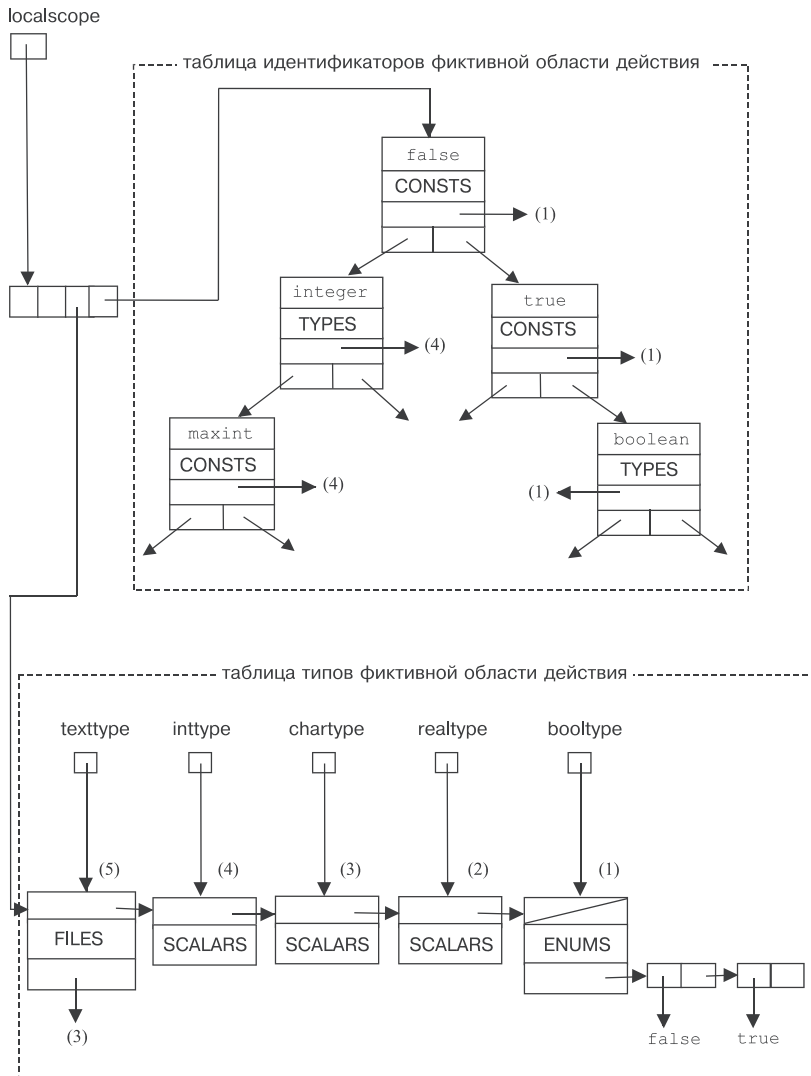 localscope
таблица идентификаторов фиктивной области действия
false
CONSTS
(1)
integer
TYPES
(4)
true
CONSTS
(1)
maxint
CONSTS
(4)
boolean
TYPES
(1)
таблица типов фиктивной области действия
texttype inttype chartype realtype booltype
(5) (4) (3) (2) (1)
FILES SCALARS SCALARS SCALARS ENUMS
(3)
false true